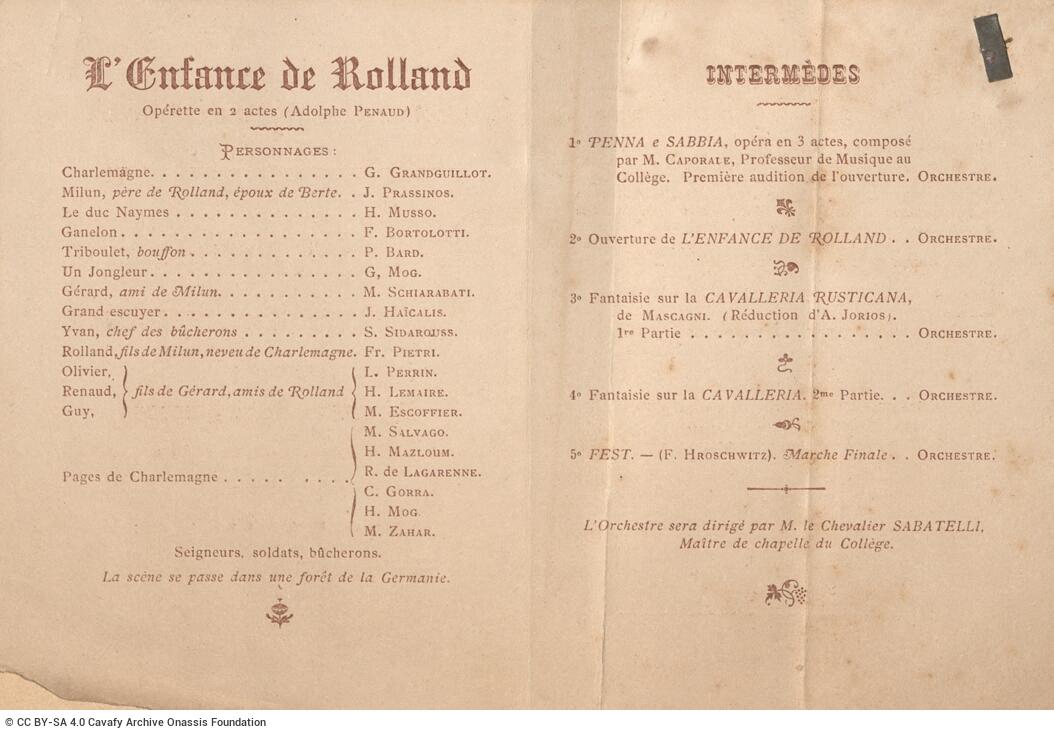 L'Enfance de Rolland
Opérette en 2 actes (Adolphe PENAUD)
PERSONNAGES :
Charlemagne. . . . . . . . . . . . . . . . G. GRANDGUILLOT.
Milun, père de Rolland, époux de Berte. . . J. PRASSINOS.
Le duc Naymes . . . . . . . . . . . . . . H. MUSSO.
Ganelon . . . . . . . . . . . . . . . . . . F. BORTOLOTTI.
Triboulet, bouffon . . . . . . . . . . . . . P. BARD.
Un Jongleur . . . . . . . . . . . . . . . . G, MOG.
Gérard, ami de Milun. . . . . . . . . . . M. SCHIARABATI.
Grand escuyer . . . . . . . . . . . . . . . J. HAÏCALIS.
Yvan, chef des bûcherons . . . . . . . . . S. SIDAROUSS.
Rolland, fils de Milun, neveu de Charlemagne. FR. PIETRI.
Olivier, L. PERRIN.
Renaud, fils de Gérard, amis de Rolland H. LEMAIRE.
Guy, M. ESCOFFIER.
M. SALVAGO.
H. MAZLOUM.
R. de LAGARENNE.
Pages de Charlemagne . . . . . . . . .
C. GORRA.
H. MOG.
M. ZAHAR.
Seigneurs, soldats, bûcherons.
La scène se passe dans une forêt de la Germanie.
INTERMÈDES
1º PENNA e SABBIA, opéra en 3 actes, composé
par M. CAPORALE, Professeur de Musique au
Collège. Première audition de l'ouverture. ORCHESTRE.
2º Ouverture de L'ENFANCE DE ROLLAND . . ORCHESTRE.
3º Fantaisie sur la CAVALLERIA RUSTICANA,
de MASCAGNI. (Réduction d'A. JORIOS).
1re Partie . . . . . . . . . . . . . . . . ORCHESTRE.
4º Fantaisie sur la CAVALLERIA. 2me Partie. . . ORCHESTRE.
5º FEST. — (F. HROSCHWITZ). Marche Finale . . ORCHESTRE.
L'Orchestre sera dirigé par M. le Chevalier SABATELLI,
Maître de chapelle du Collège.
© CC BY-SA 4.0 Cavafy Archive Onassis Foundation